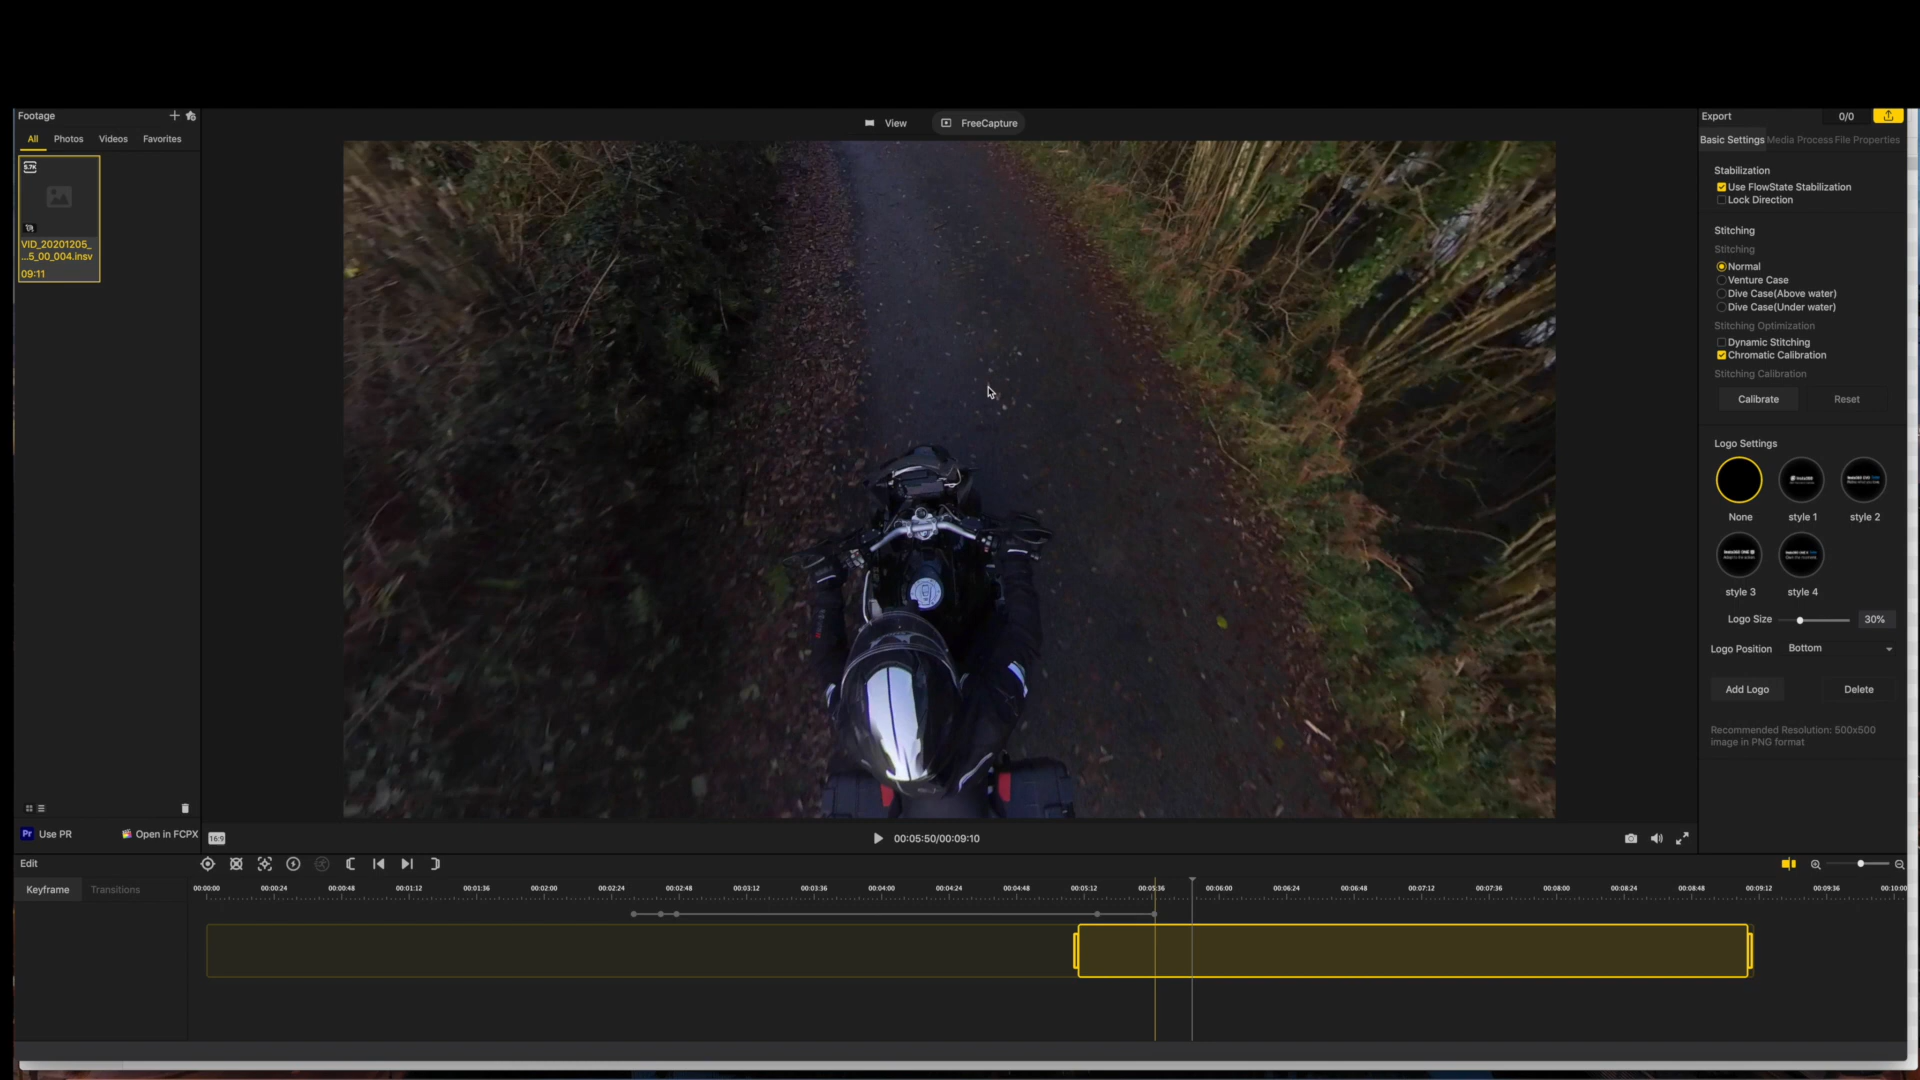 Footage
All Photos Videos Favorites
5.7K
VID_20201205_
...5_00_004.insv
09:11
Pr Use PR Open in FCPX
View FreeCapture
16:9
00:05:50/00:09:10
Export 0/0
Basic Settings Media Process File Properties
Stabilization
Use FlowState Stabilization
Lock Direction
Stitching
Stitching
Normal
Venture Case
Dive Case(Above water)
Dive Case(Under water)
Stitching Optimization
Dynamic Stitching
Chromatic Calibration
Stitching Calibration
Calibrate Reset
Logo Settings
None style 1 style 2
style 3 style 4
Logo Size 30%
Logo Position Bottom
Add Logo Delete
Recommended Resolution: 500x500
image in PNG format
Edit
Keyframe Transitions
00:00:00 00:00:24 00:00:48 00:01:12 00:01:36 00:02:00 00:02:24 00:02:48 00:03:12 00:03:36 00:04:00 00:04:24 00:04:48 00:05:12 00:05:36 00:06:00 00:06:24 00:06:48 00:07:12 00:07:36 00:08:00 00:08:24 00:08:48 00:09:12 00:09:36 00:10:00